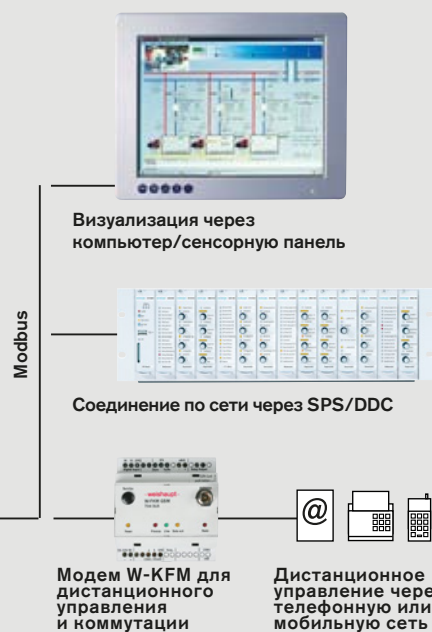 Визуализация через
компьютер/сенсорную панель
Modbus
Соединение по сети через SPS/DDC
-weishaupt-
@
Модем W-KFM для
дистанционного
управления
и коммутации
Дистанционное
управление чере
телефонную или
мобильную сеть